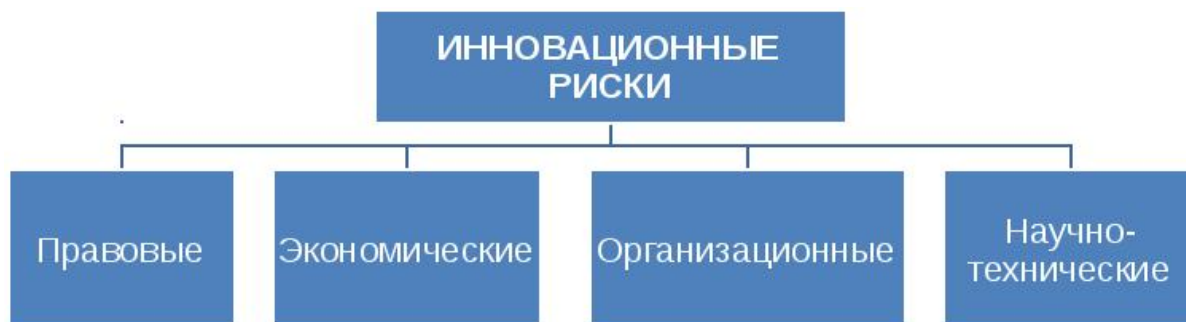 ИННОВАЦИОННЫЕ
РИСКИ
Правовые
Экономические
Организационные
Научно-
технические